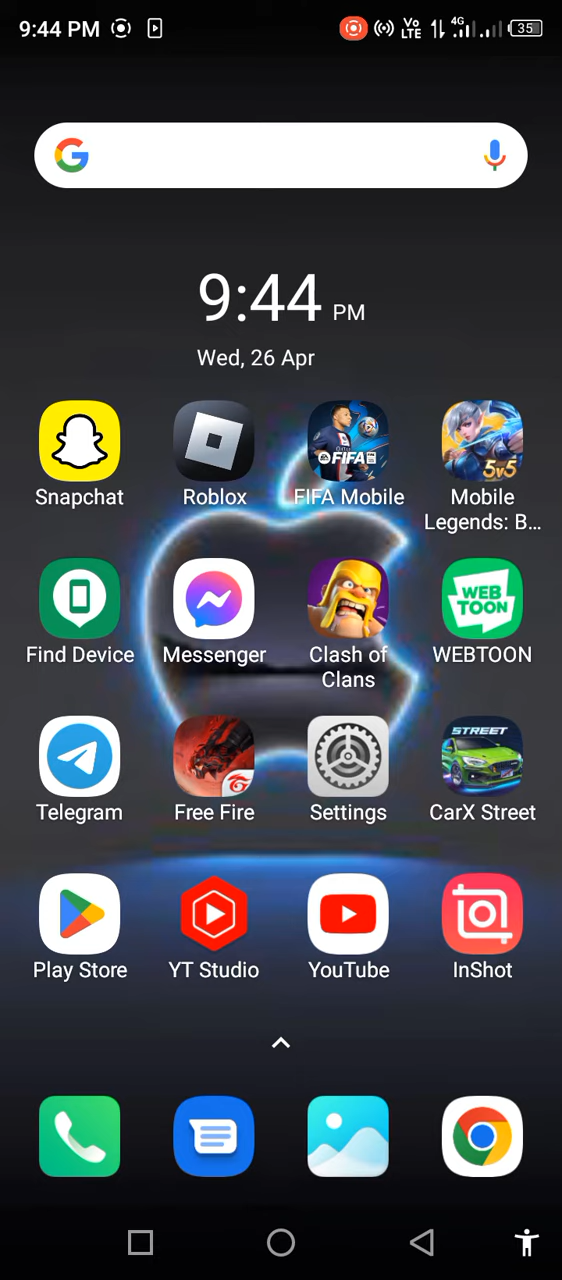 9:44 PM
Vo
LTE
4G
35
G
9:44 PM
Wed, 26 Apr
FIFA
5v5
Snapchat
Roblox
FIFA Mobile
Mobile
Legends: B...
WEB
TOON
Find Device
Messenger
Clash of
Clans
WEBTOON
STREET
Telegram
Free Fire
Settings
CarX Street
Play Store
YT Studio
YouTube
InShot